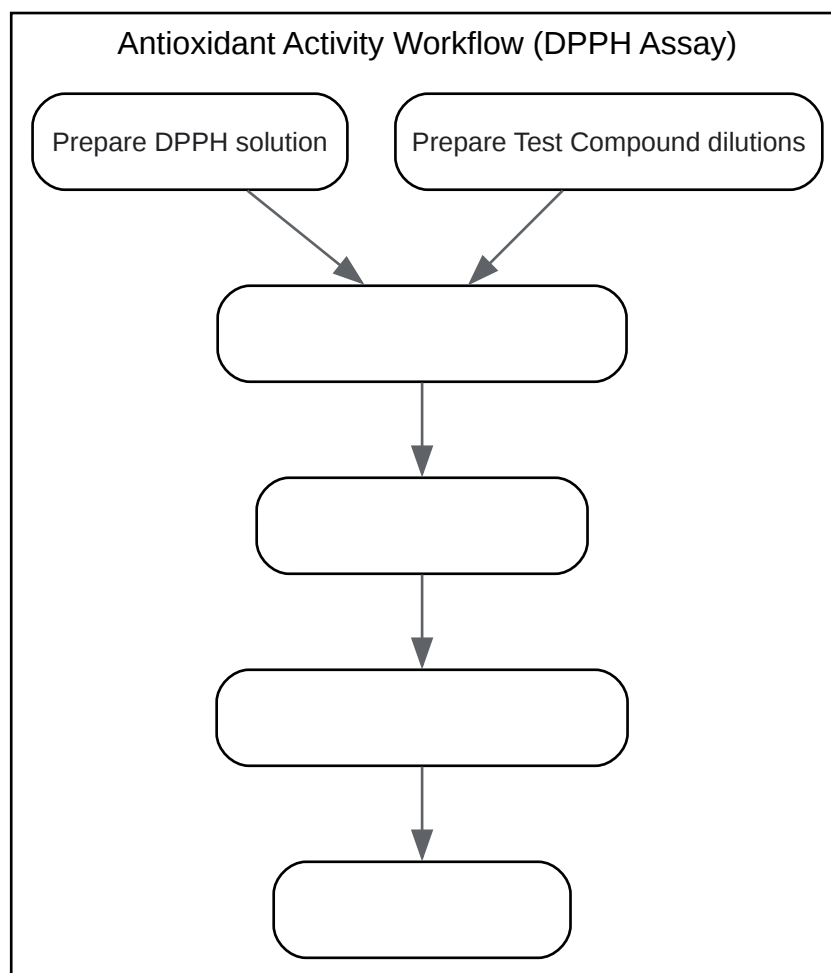 Antioxidant Activity Workflow (DPPH Assay)
Prepare DPPH solution
Prepare Test Compound dilutions